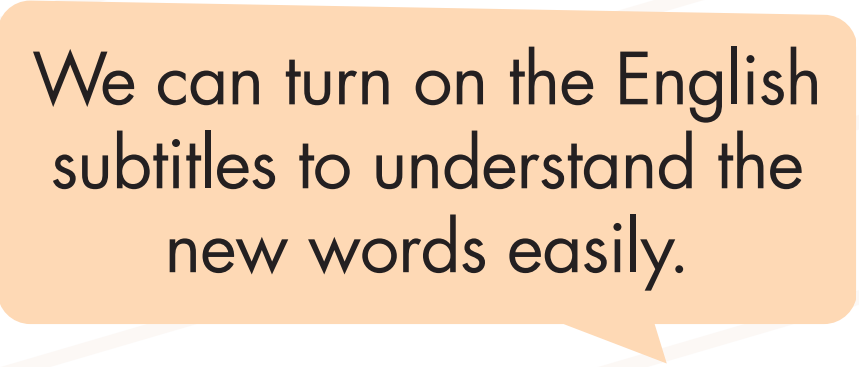 We can turn on the English
subtitles to understand the
new words easily.